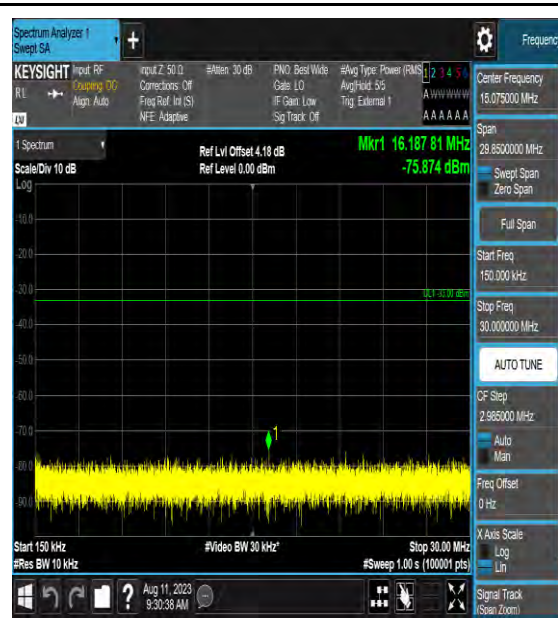 Spectrum Analyzer 1
Swept SA
Frequenc
KEYSIGHT Input: RF Input Z: 50 Ω #Atten: 30 dB PNO: Best Wide #Avg Type: Power (RMS 1 2 3 4 5 6
RL Coupling: DC Corrections: Off Gate: LO Avg|Hold: 5/5 A W W W W W
Align: Auto Freq Ref: Int (S) IF Gain: Low Trig: External 1
NFE: Adaptive Sig Track: Off A A A A A A
LW
1 Spectrum
Scale/Div 10 dB
Ref Lvl Offset 4.18 dB
Ref Level 0.00 dBm
Mkr1 16.187 81 MHz
-75.874 dBm
Log
-10.0
-20.0
-30.0
UL1 -33.00 dBm
-40.0
-50.0
-60.0
-70.0
1
-80.0
-90.0
Start 150 kHz
#Res BW 10 kHz
#Video BW 30 kHz*
Stop 30.00 MHz
#Sweep 1.00 s (100001 pts)
Aug 11, 2023
9:30:38 AM
?
Center Frequency
15.075000 MHz
Span
29.8500000 MHz
Swept Span
Zero Span
Full Span
Start Freq
150.000 kHz
Stop Freq
30.000000 MHz
AUTO TUNE
CF Step
2.985000 MHz
Auto
Man
Freq Offset
0 Hz
X Axis Scale
Log
Lin
Signal Track
(Span Zoom)